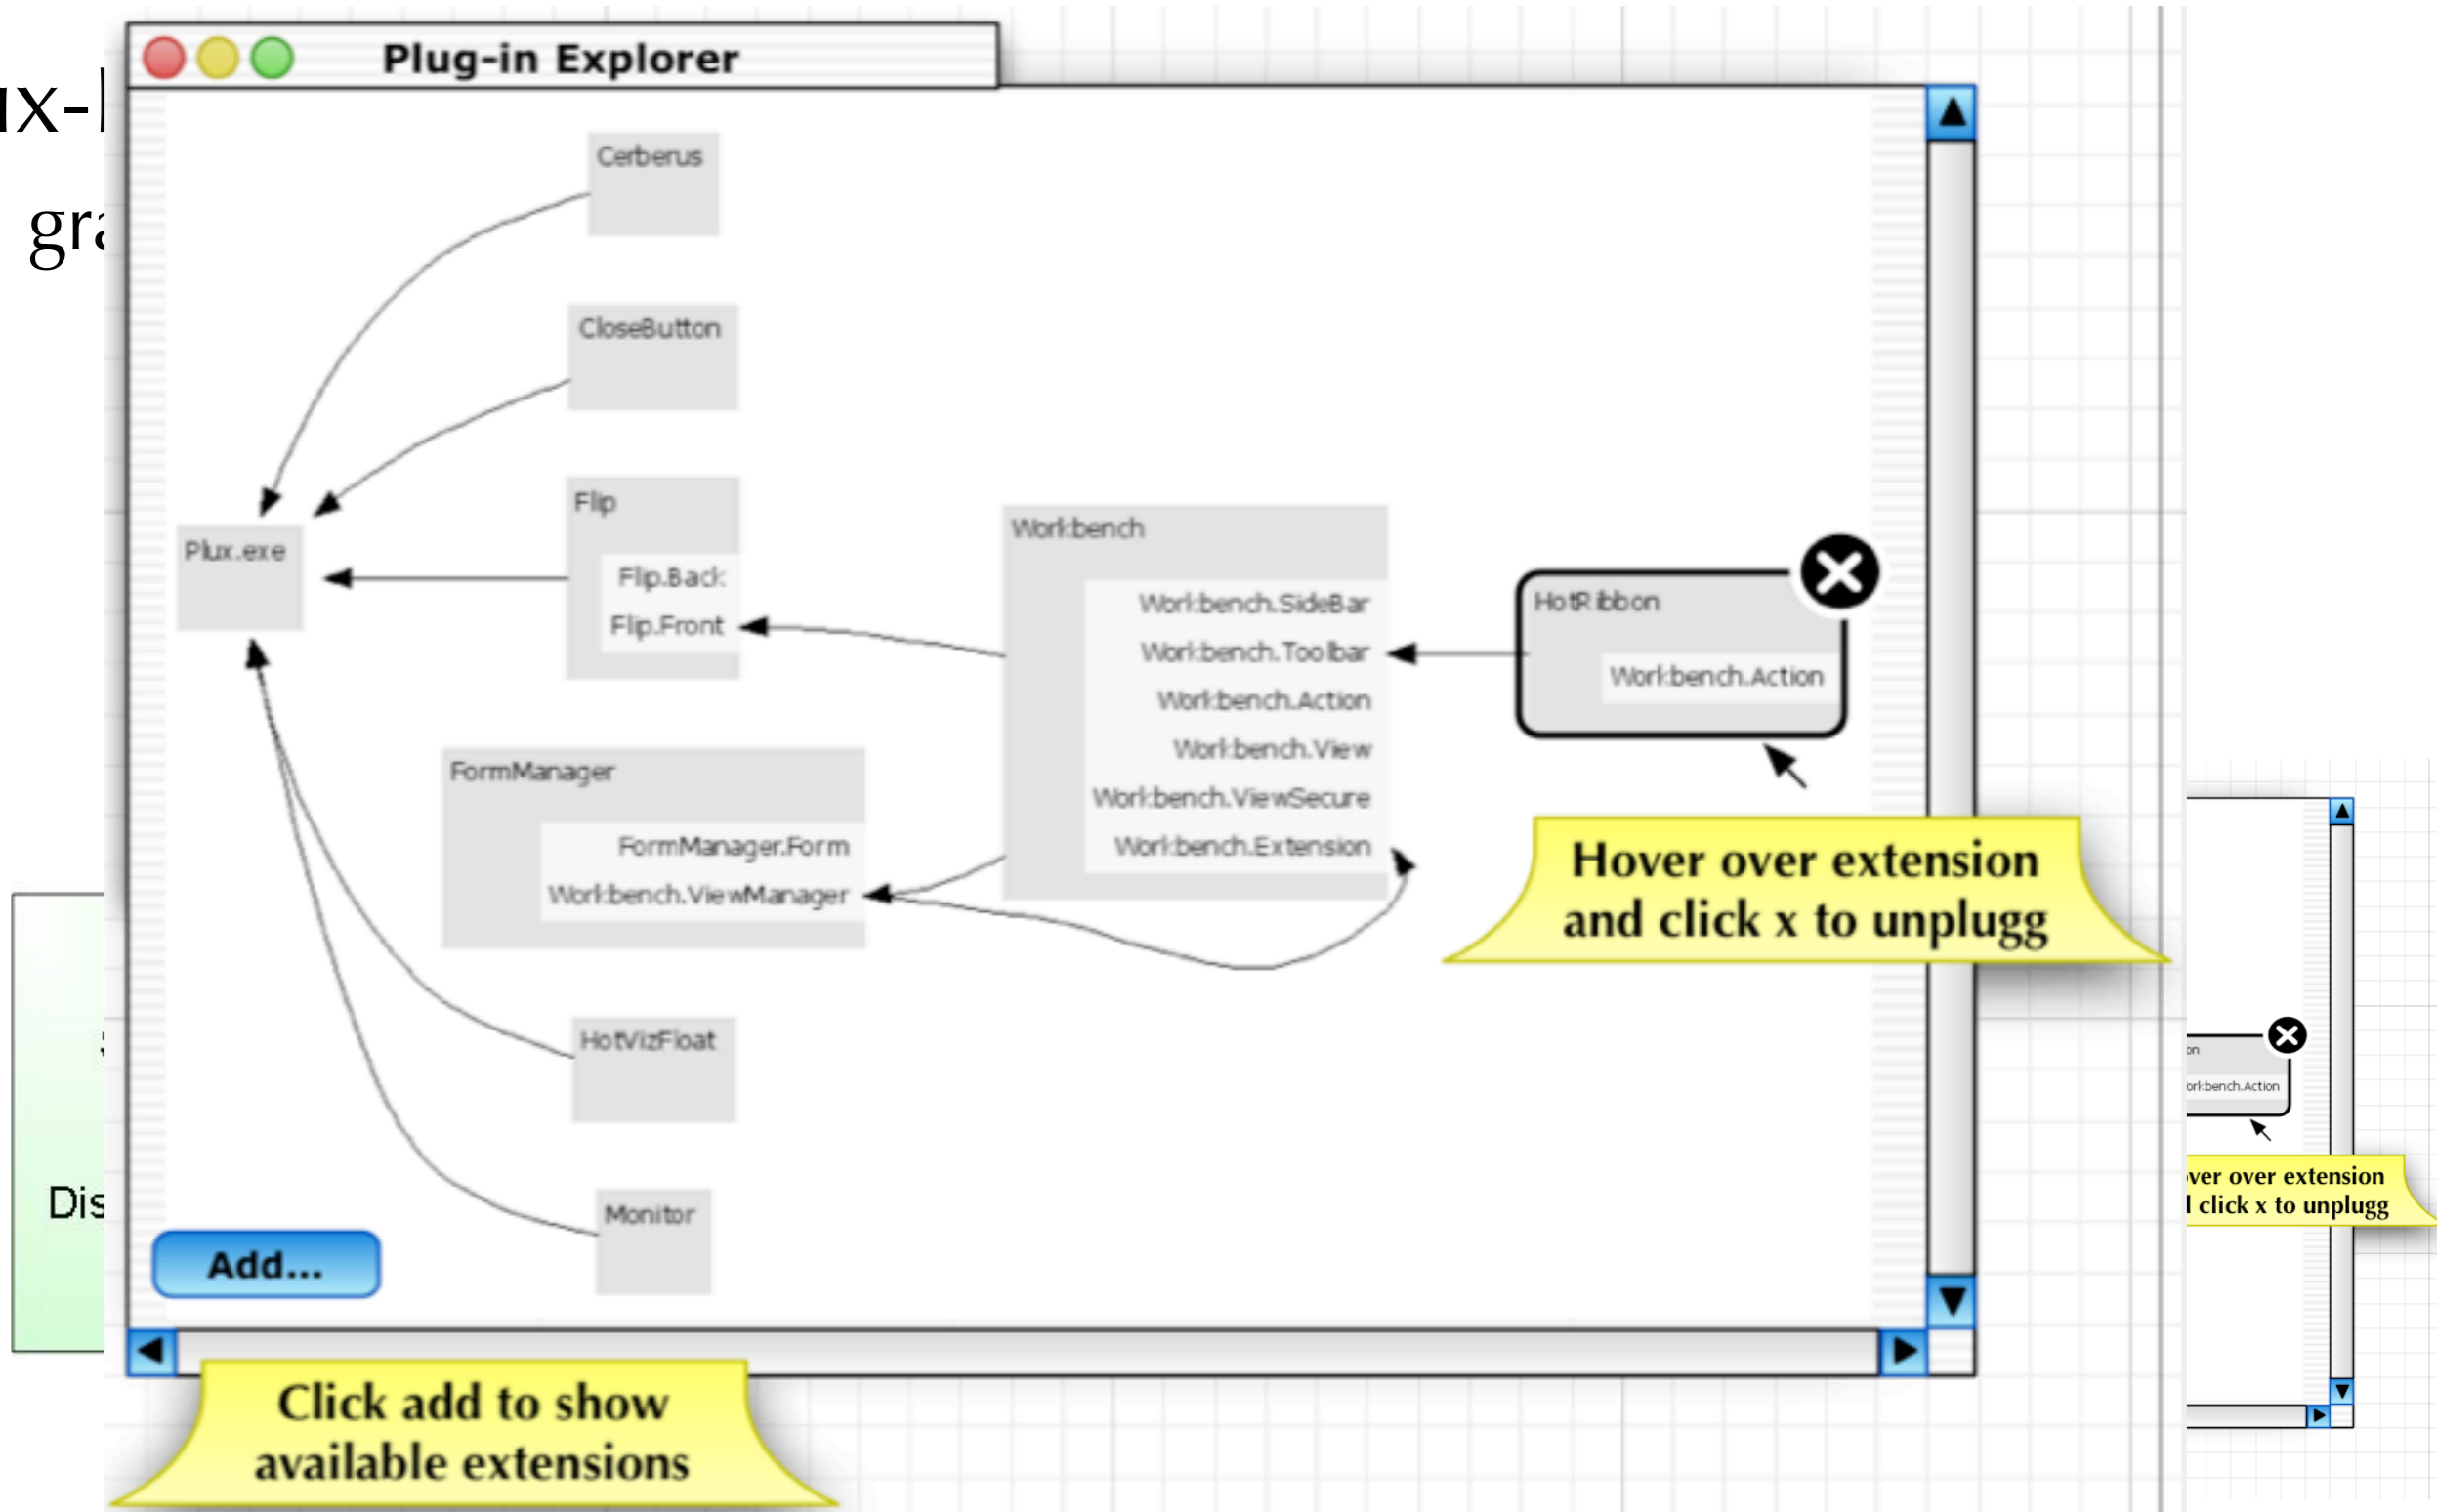 Plug-in Explorer
Cerberus
CloseButton
Flip
Flip.Back
Flip.Front
Plux.exe
Workbench
Workbench.SideBar
Workbench.Toolbar
Workbench.Action
Workbench.View
Workbench.ViewSecure
Workbench.Extension
HotRibbon
Workbench.Action
FormManager
FormManager.Form
Workbench.ViewManager
Hover over extension
and click x to unplugg
HotVizFloat
Monitor
Add...
Click add to show
available extensions
over extension
click x to unplugg